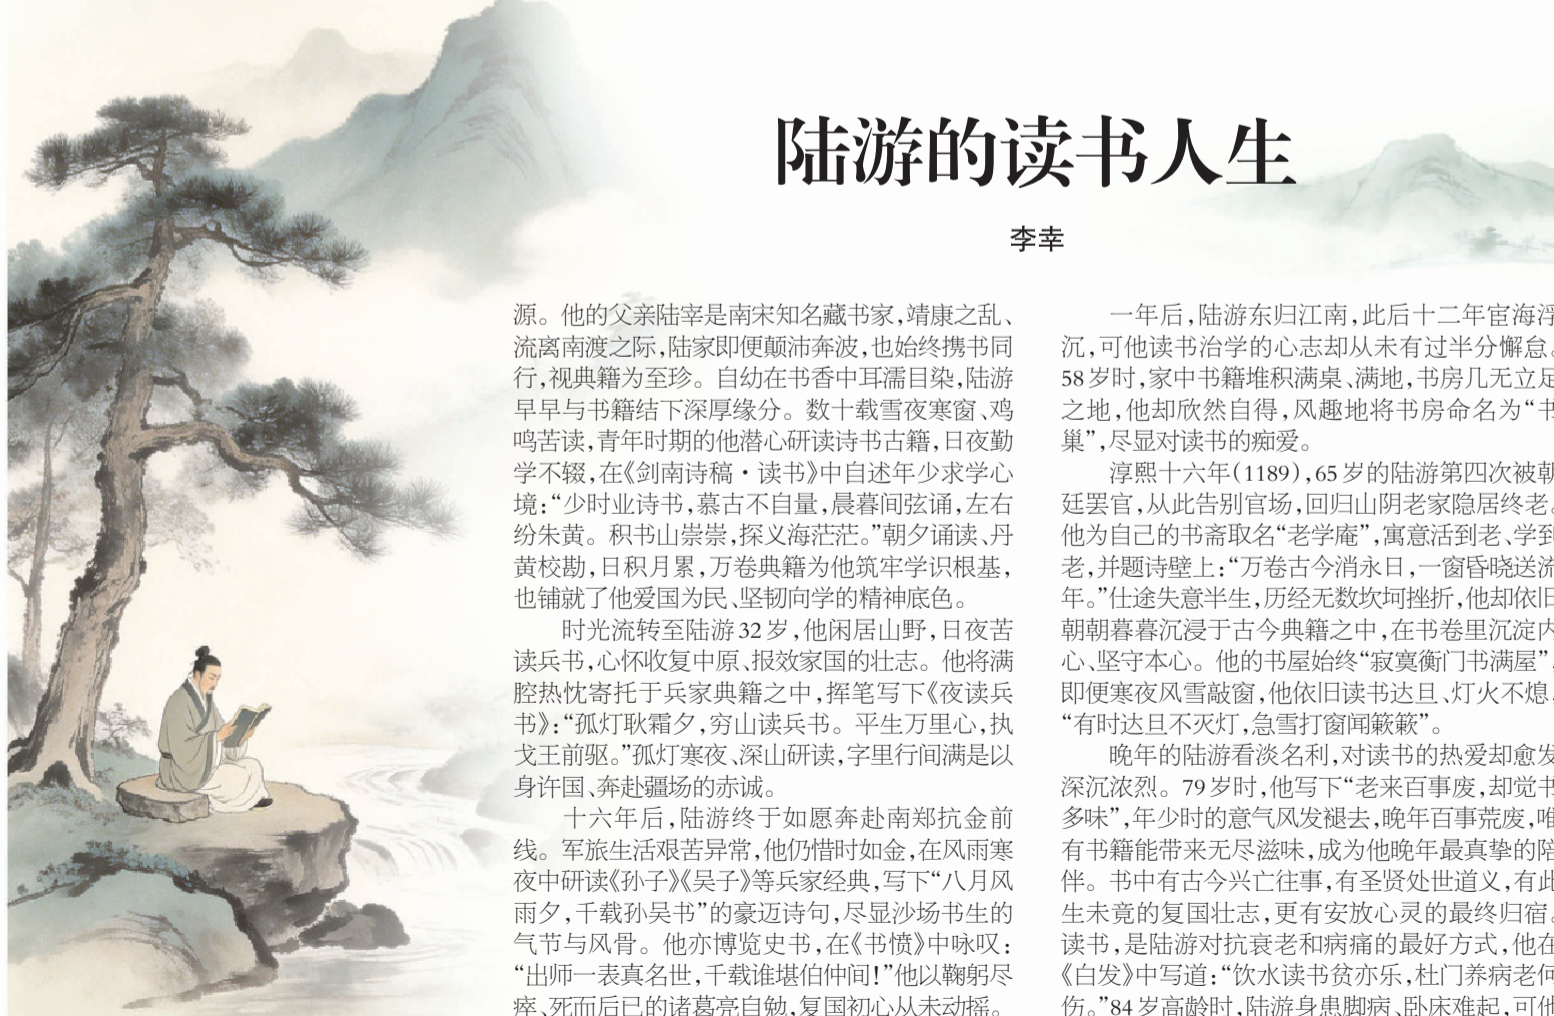 陆游的读书人生
李幸
源。他的父亲陆宰是南宋知名藏书家,靖康之乱、
流离南渡之际,陆家即便颠沛奔波,也始终携书同
行,视典籍为至珍。自幼在书香中耳濡目染,陆游
早早与书籍结下深厚缘分。数十载雪夜寒窗、鸡
鸣苦读,青年时期的他潜心研读诗书古籍,日夜勤
学不辍,在《剑南诗稿·读书》中自述年少求学心
境:“少时业诗书,慕古不自量,晨暮间弦诵,左右
纷朱黄。积书山崇崇,探义海茫茫。”朝夕诵读、丹
黄校勘,日积月累,万卷典籍为他筑牢学识根基,
也铺就了他爱国为民、坚韧向学的精神底色。
时光流转至陆游32岁,他闲居山野,日夜苦
读兵书,心怀收复中原、报效家国的壮志。他将满
腔热忱寄托于兵家典籍之中,挥笔写下《夜读兵
书》:“孤灯耿霜夕,穷山读兵书。平生万里心,执
戈王前驱。”孤灯寒夜、深山研读,字里行间满是以
身许国、奔赴疆场的赤诚。
十六年后,陆游终于如愿奔赴南郑抗金前
线。军旅生活艰苦异常,他仍惜时如金,在风雨寒
夜中研读《孙子》《吴子》等兵家经典,写下“八月风
雨夕,千载孙吴书”的豪迈诗句,尽显沙场书生的
气节与风骨。他亦博览史书,在《书愤》中咏叹:
“出师一表真名世,千载谁堪伯仲间!”他以鞠躬尽
瘁、死而后已的诸葛亮自勉,复国初心从未动摇。
一年后,陆游东归江南,此后十二年宦海浮
沉,可他读书治学的心志却从未有过半分懈怠。
58岁时,家中书籍堆积满桌、满地,书房几无立足
之地,他却欣然自得,风趣地将书房命名为“书
巢”,尽显对读书的痴爱。
淳熙十六年(1189),65岁的陆游第四次被朝
廷罢官,从此告别官场,回归山阴老家隐居终老。
他为自己的书斋取名“老学庵”,寓意活到老、学到
老,并题诗壁上:“万卷古今消永日,一窗昏晓送流
年。”仕途失意半生,历经无数坎坷挫折,他却依旧
朝朝暮暮沉浸于古今典籍之中,在书卷里沉淀内
心、坚守本心。他的书屋始终“寂寞衡门书满屋”,
即便寒夜风雪敲窗,他依旧读书达旦、灯火不熄,
“有时达旦不灭灯,急雪打窗闻簌簌”。
晚年的陆游看淡名利,对读书的热爱却愈发
深沉浓烈。79岁时,他写下“老来百事废,却觉书
多味”,年少时的意气风发褪去,晚年百事荒废,唯
有书籍能带来无尽滋味,成为他晚年最真挚的陪
伴。书中有古今兴亡往事,有圣贤处世道义,有此
生未竟的复国壮志,更有安放心灵的最终归宿。
读书,是陆游对抗衰老和病痛的最好方式,他在
《白发》中写道:“饮水读书贫亦乐,杜门养病老何
伤。”84岁高龄时,陆游身患脚病、卧床难起,可他